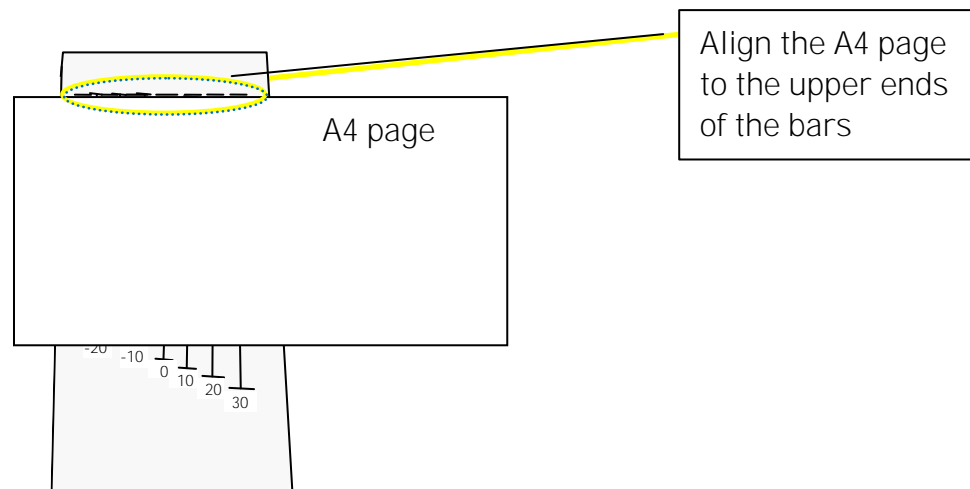 Align the A4 page
to the upper ends
of the bars
A4 page
-20
-10
0
10
20
30